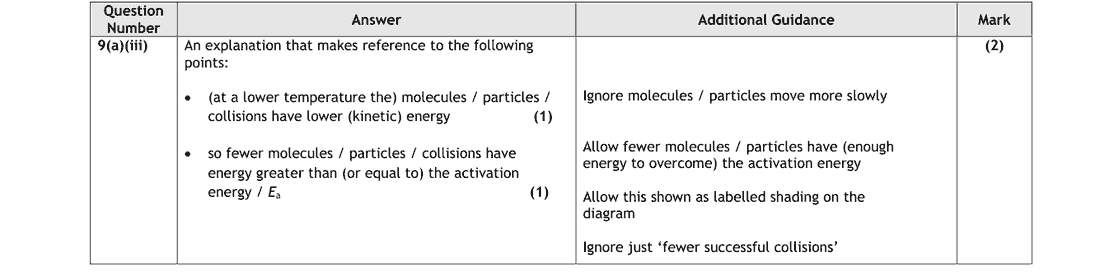 Question Number
Answer
Additional Guidance
Mark
9(a)(iii)
An explanation that makes reference to the following
points:
• (at a lower temperature the) molecules / particles /
collisions have lower (kinetic) energy (1)
• so fewer molecules / particles / collisions have
energy greater than (or equal to) the activation
energy / Eₐ (1)
Ignore molecules / particles move more slowly
Allow fewer molecules / particles have (enough
energy to overcome) the activation energy
Allow this shown as labelled shading on the
diagram
Ignore just ‘fewer successful collisions’
(2)